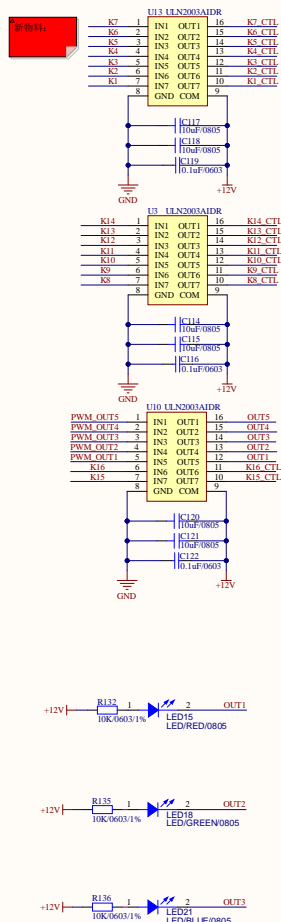 新物料:
U13 ULN2003AIDR
K7 1 IN1 OUT1 16 K7_CTL
K6 2 IN2 OUT2 15 K6_CTL
K5 3 IN3 OUT3 14 K5_CTL
K4 4 IN4 OUT4 13 K4_CTL
K3 5 IN5 OUT5 12 K3_CTL
K2 6 IN6 OUT6 11 K2_CTL
K1 7 IN7 OUT7 10 K1_CTL
8 GND COM 9
C117
10uF/0805
C118
10uF/0805
C119
0.1uF/0603
GND +12V
U3 ULN2003AIDR
K14 1 IN1 OUT1 16 K14_CTL
K13 2 IN2 OUT2 15 K13_CTL
K12 3 IN3 OUT3 14 K12_CTL
K11 4 IN4 OUT4 13 K11_CTL
K10 5 IN5 OUT5 12 K10_CTL
K9 6 IN6 OUT6 11 K9_CTL
K8 7 IN7 OUT7 10 K8_CTL
8 GND COM 9
C114
10uF/0805
C115
10uF/0805
C116
0.1uF/0603
GND +12V
U10 ULN2003AIDR
PWM_OUT5 1 IN1 OUT1 16 OUT5
PWM_OUT4 2 IN2 OUT2 15 OUT4
PWM_OUT3 3 IN3 OUT3 14 OUT3
PWM_OUT2 4 IN4 OUT4 13 OUT2
PWM_OUT1 5 IN5 OUT5 12 OUT1
K16 6 IN6 OUT6 11 K16_CTL
K15 7 IN7 OUT7 10 K15_CTL
8 GND COM 9
C120
10uF/0805
C121
10uF/0805
C122
0.1uF/0603
GND +12V
+12V R132 1 2 OUT1
10K/0603/1% LED15
LED/RED/0805
+12V R135 1 2 OUT2
10K/0603/1% LED18
LED/GREEN/0805
+12V R136 1 2 OUT3
10K/0603/1% LED21
LED/BLUE/0805